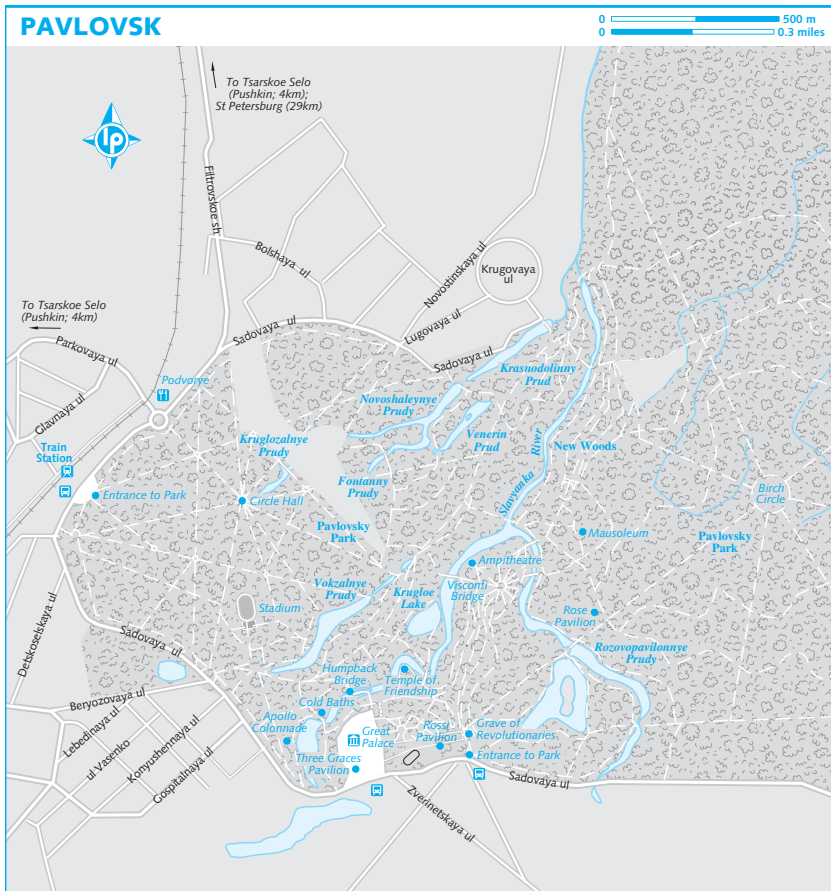 PAVLOVSK
0 500 m
0 0.3 miles
To Tsarskoe Selo
(Pushkin; 4km);
St Petersburg (29km)
lp
Filtrovskoe sh
Bolshaya ul
Novostinskaya ul
Krugovaya
ul
To Tsarskoe Selo
(Pushkin; 4km)
Parkovaya ul
Sadovaya ul
Lugovaya ul
Sadovaya ul
Krasnodolinny
Prud
Podvorye
Glavnaya ul
Novoshaleynye
Prudy
Kruglozalnye
Prudy
Venerin
Prud
River
New Woods
Train
Station
Fontanny
Prudy
Slavyanka
Birch
Circle
Entrance to Park
Circle Hall
Pavlovsky
Park
Mausoleum
Pavlovsky
Park
Ampitheatre
Vokzalnye
Prudy
Krugloe
Lake
Visconti
Bridge
Stadium
Rose
Pavilion
Detskoselskaya ul
Sadovaya ul
Rozovopavilonnye
Prudy
Humpback
Bridge
Temple of
Friendship
Beryozovaya ul
Cold Baths
Lebedinaya ul
Apollo
Colonnade
Great
Palace
Rossi
Pavilion
Grave of
Revolutionaries
ul Vasenko
Konyushennaya ul
Three Graces
Pavilion
Entrance to Park
Gospitalnaya ul
Sadovaya ul
Zverinetskaya ul